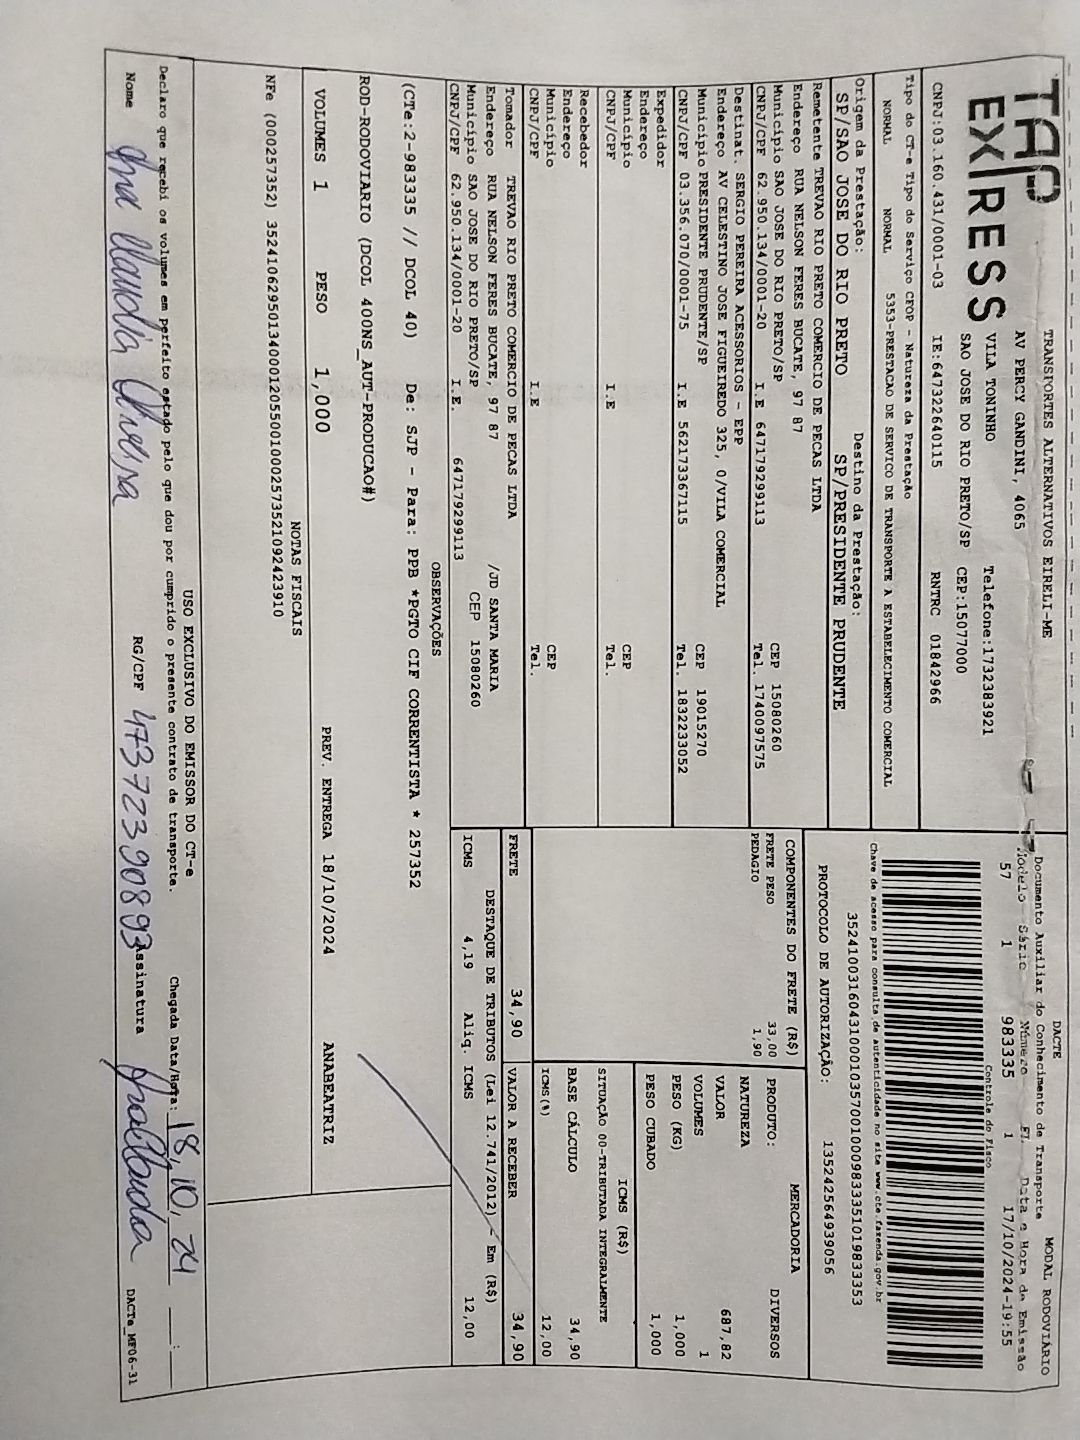 TAP
EX/RESS
TRANSPORTES ALTERNATIVOS EIRELI-ME
AV PERCY GANDINI, 4065
VILA TONINHO Telefone:1732383921
SAO JOSE DO RIO PRETO/SP CEP:15077000
CNPJ:03.160.431/0001-03 IE:647322640115 RNTRC 01842966
Tipo do CT-e Tipo do Serviço CFOP - Natureza da Prestação
NORMAL NORMAL 5353-PRESTACAO DE SERVICO DE TRANSPORTE A ESTABELECIMENTO COMERCIAL
Origem da Prestação: Destino da Prestação:
SP/SAO JOSE DO RIO PRETO SP/PRESIDENTE PRUDENTE
Remetente TREVAO RIO PRETO COMERCIO DE PECAS LTDA
Endereço RUA NELSON FERES BUCATE, 97 87
Município SAO JOSE DO RIO PRETO/SP CEP 15080260
CNPJ/CPF 62.950.134/0001-20 I.E 647179299113 Tel. 1740097575
Destinat. SERGIO PEREIRA ACESSORIOS - EPP
Endereço AV CELESTINO JOSE FIGUEIREDO 325, 0/VILA COMERCIAL
Município PRESIDENTE PRUDENTE/SP CEP 19015270
CNPJ/CPF 03.356.070/0001-75 I.E 562173367115 Tel. 1832233052
Expedidor
Endereço
Município CEP
CNPJ/CPF I.E Tel.
Recebedor
Endereço
Município CEP
CNPJ/CPF I.E Tel.
Tomador TREVAO RIO PRETO COMERCIO DE PECAS LTDA
Endereço RUA NELSON FERES BUCATE, 97 87 /JD SANTA MARIA
Município SAO JOSE DO RIO PRETO/SP CEP 15080260
CNPJ/CPF 62.950.134/0001-20 I.E. 647179299113
DACTE MODAL RODOVIÁRIO
Documento Auxiliar do Conhecimento de Transporte
Modelo Série Número Fl. Data e Hora de Emissão
57 1 983335 1 17/10/2024-19:55
Controle do Fisco
35241003160431000103570010009833351019833353
Chave de acesso para consulta de autenticidade no site www.cte.fazenda.gov.br
PROTOCOLO DE AUTORIZAÇÃO: 135242564939056
COMPONENTES DO FRETE (R$)
FRETE PESO 33,00
PEDAGIO 1,90
MERCADORIA
PRODUTO: DIVERSOS
NATUREZA
VALOR 687,82
VOLUMES 1
PESO (KG) 1,000
PESO CUBADO 1,000
ICMS (R$)
SITUAÇÃO 00-TRIBUTADA INTEGRALMENTE
BASE CÁLCULO 34,90
ICMS(%) 12,00
FRETE 34,90 VALOR A RECEBER 34,90
DESTAQUE DE TRIBUTOS (Lei 12.741/2012) - Em (R$)
ICMS 4,19 Aliq. ICMS 12,00
OBSERVAÇÕES
(CTe:2-983335 // DCOL 40) De: SJP - Para: PPB *PGTO CIF CORRENTISTA * 257352
ROD-RODOVIARIO (DCOL 400NS_AUT-PRODUCAO#)
VOLUMES 1 PESO 1,000 PREV. ENTREGA 18/10/2024 ANABEATRIZ
NOTAS FISCAIS
NFe (000257352) 35241062950134000120550010002573521092423910
USO EXCLUSIVO DO EMISSOR DO CT-e
Declaro que recebi os volumes em perfeito estado pelo que dou por cumprido o presente contrato de transporte. Chegada Data/Hora: 18, 10, 24 __:__
Nome Ana Claudia Oliveira RG/CPF 47372390893 Assinatura DACTe_MF06-31